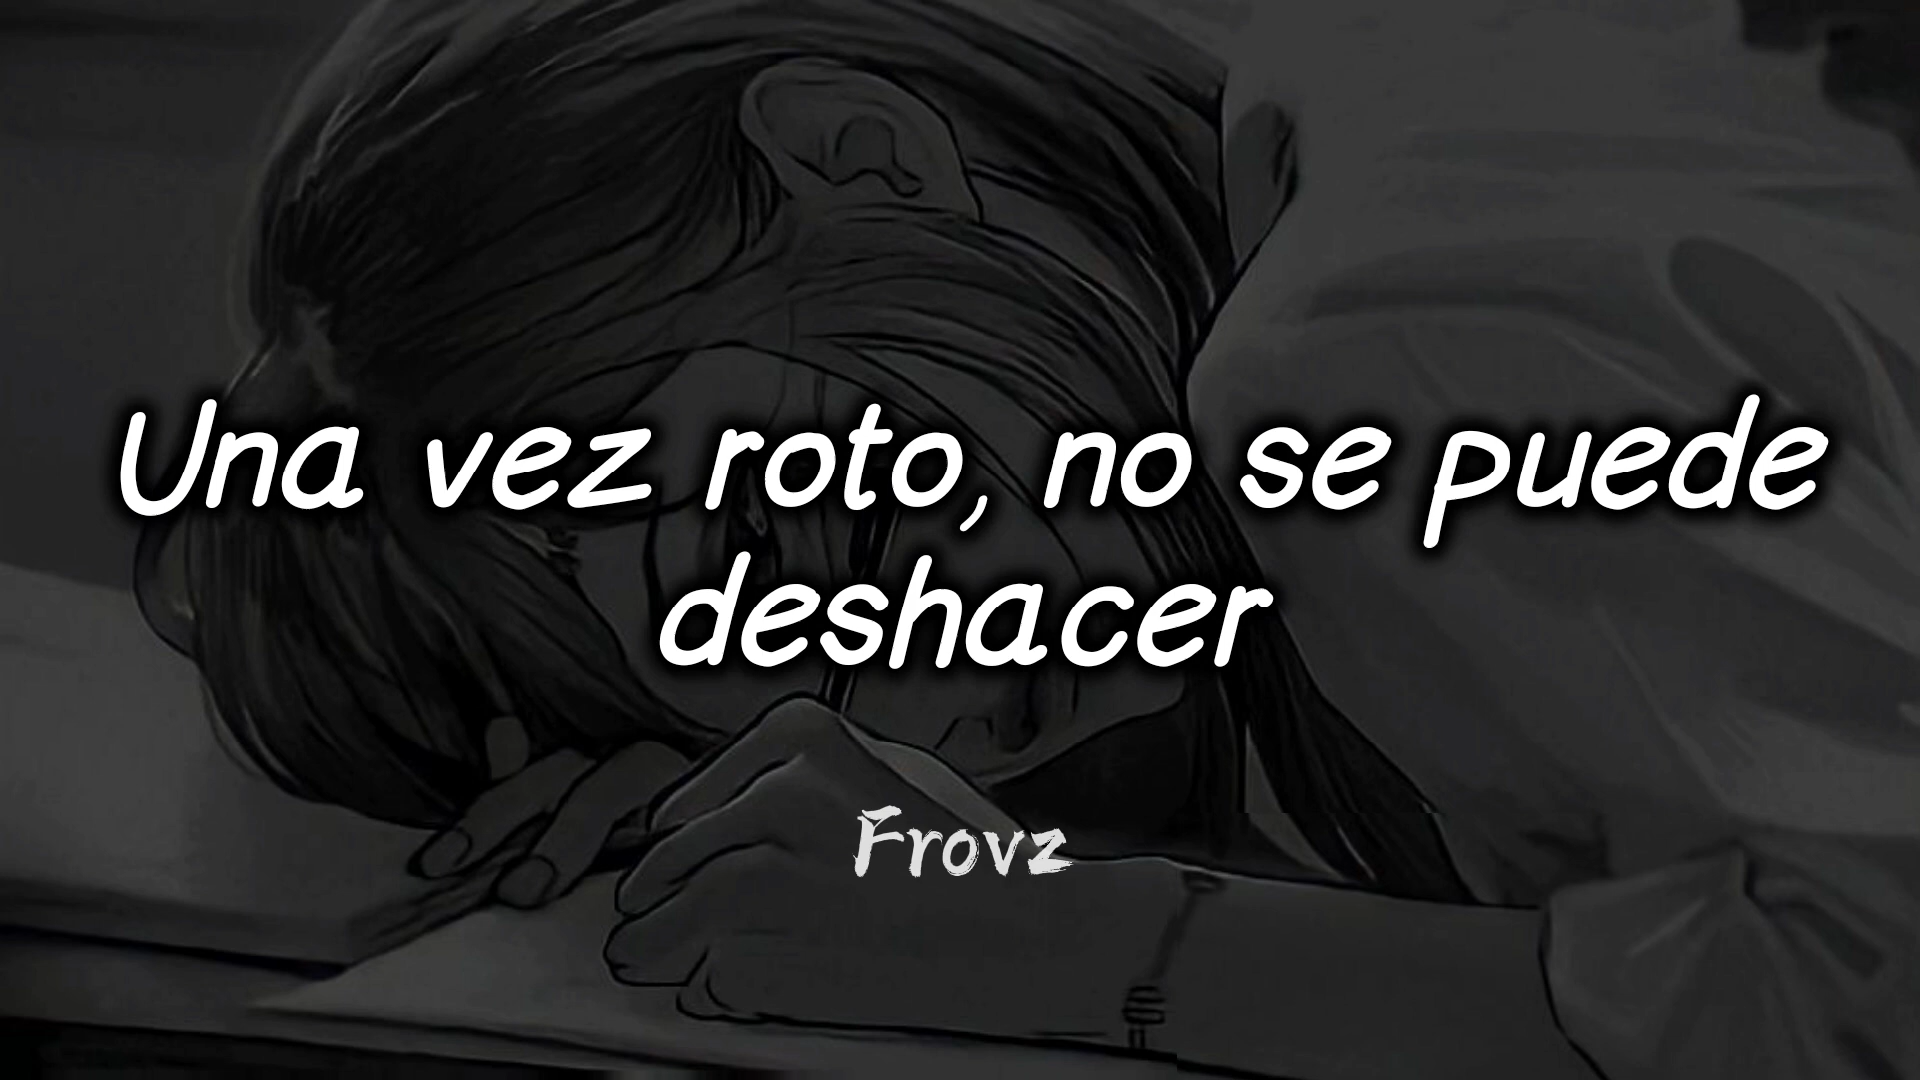 Una vez roto, no se puede
deshacer
Frovz